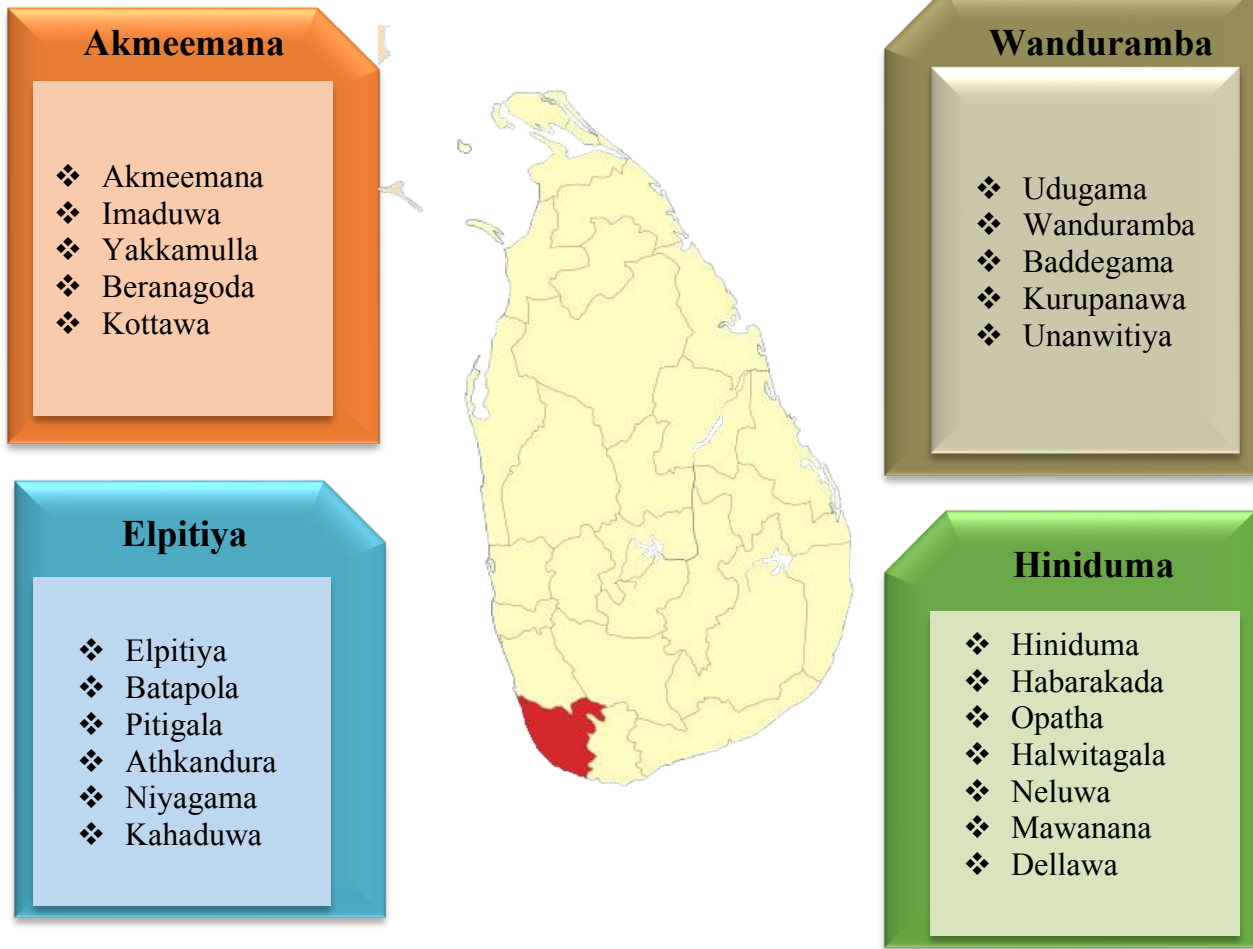 Akmeemana
❖ Akmeemana
❖ Imaduwa
❖ Yakkamulla
❖ Beranagoda
❖ Kottawa
Wanduramba
❖ Udugama
❖ Wanduramba
❖ Baddegama
❖ Kurupanawa
❖ Unanwitiya
Elpitiya
❖ Elpitiya
❖ Batapola
❖ Pitigala
❖ Athkandura
❖ Niyagama
❖ Kahaduwa
Hiniduma
❖ Hiniduma
❖ Habarakada
❖ Opatha
❖ Halwitagala
❖ Neluwa
❖ Mawanana
❖ Dellawa